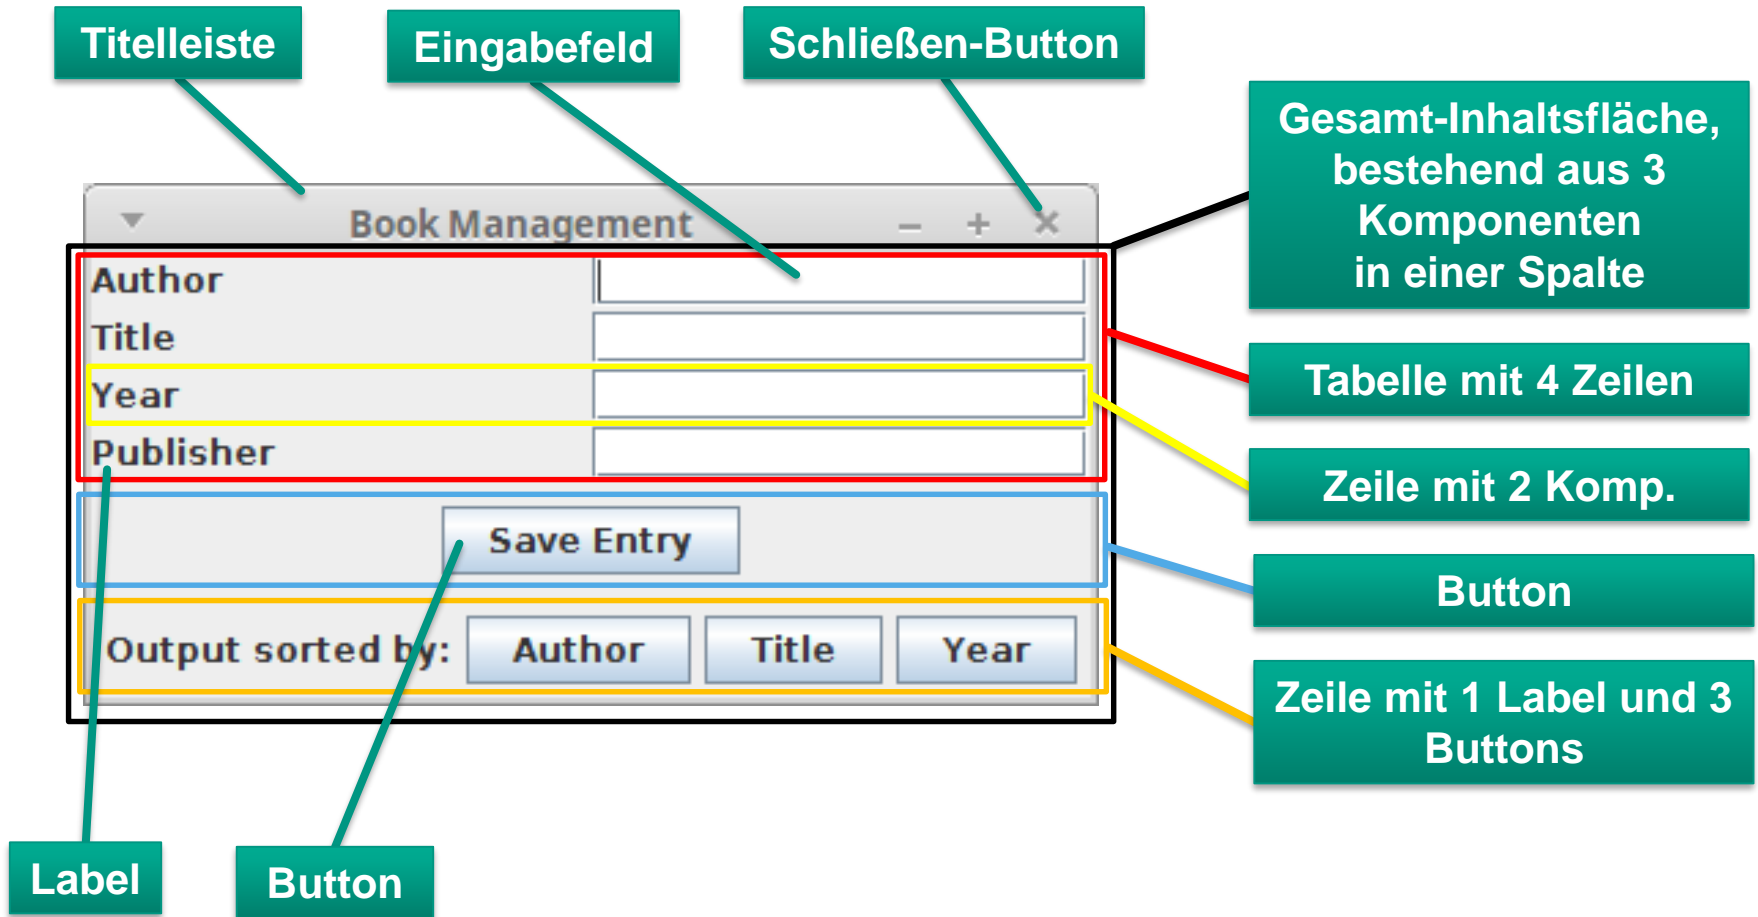 Titelleiste
Eingabefeld
Schließen-Button
Gesamt-Inhaltsfläche,
bestehend aus 3
Komponenten
in einer Spalte
Book Management
Author
Title
Year
Publisher
Tabelle mit 4 Zeilen
Zeile mit 2 Komp.
Save Entry
Button
Output sorted by: Author Title Year
Zeile mit 1 Label und 3
Buttons
Label
Button